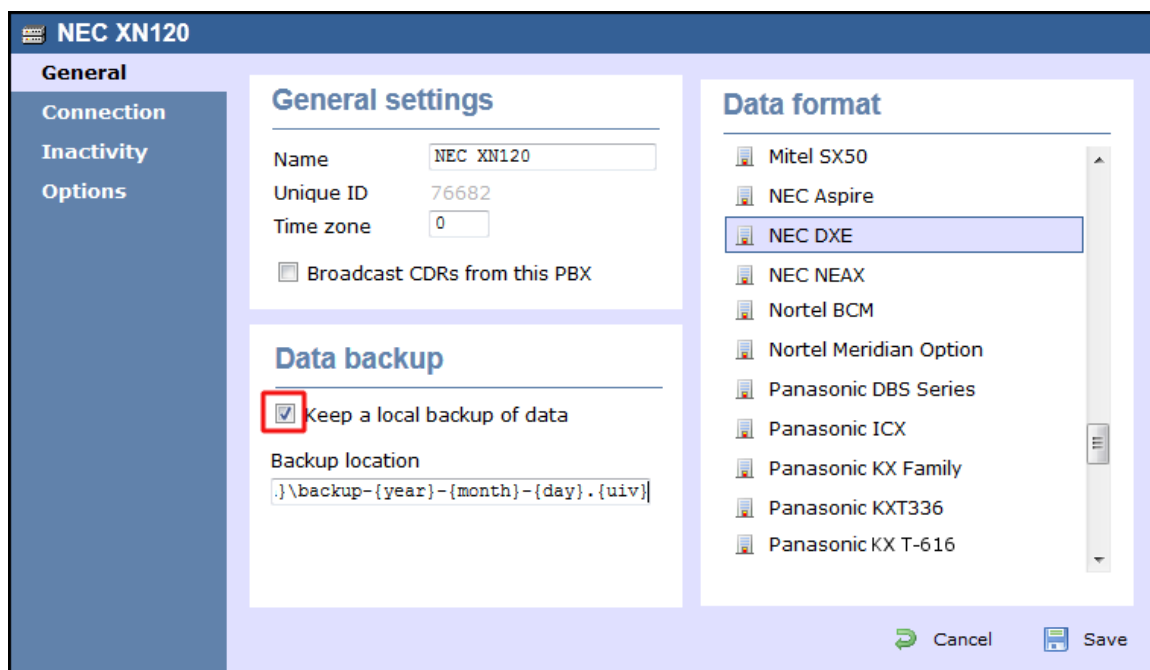 NEC XN120
General
Connection
Inactivity
Options
General settings
Name NEC XN120
Unique ID 76682
Time zone 0
Broadcast CDRs from this PBX
Data backup
Keep a local backup of data
Backup location
.}\backup-{year}-{month}-{day}.{uiv}
Data format
Mitel SX50
NEC Aspire
NEC DXE
NEC NEAX
Nortel BCM
Nortel Meridian Option
Panasonic DBS Series
Panasonic ICX
Panasonic KX Family
Panasonic KXT336
Panasonic KX T-616
Cancel Save